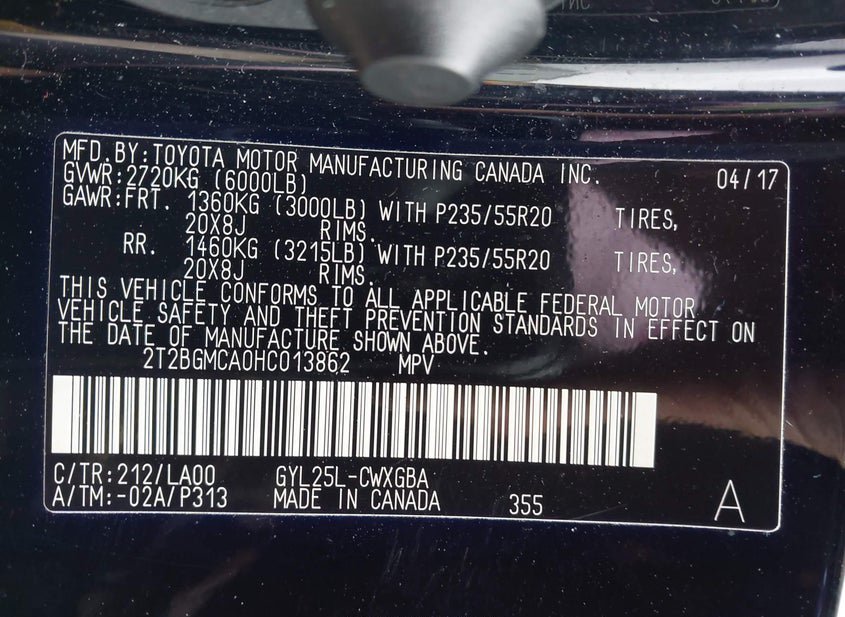 MFD.BY:TOYOTA MOTOR MANUFACTURING CANADA INC. 04/17
GVWR:2720KG (6000LB)
GAWR:FRT. 1360KG (3000LB) WITH P235/55R20 TIRES,
20X8J RIMS.
RR. 1460KG (3215LB) WITH P235/55R20 TIRES,
20X8J RIMS.
THIS VEHICLE CONFORMS TO ALL APPLICABLE FEDERAL MOTOR
VEHICLE SAFETY AND THEFT PREVENTION STANDARDS IN EFFECT ON
THE DATE OF MANUFACTURE SHOWN ABOVE.
2T2BGMCA0HC013862 MPV
C/TR:212/LA00 GYL25L-CWXGBA
A/TM:-02A/P313 MADE IN CANADA 355 A